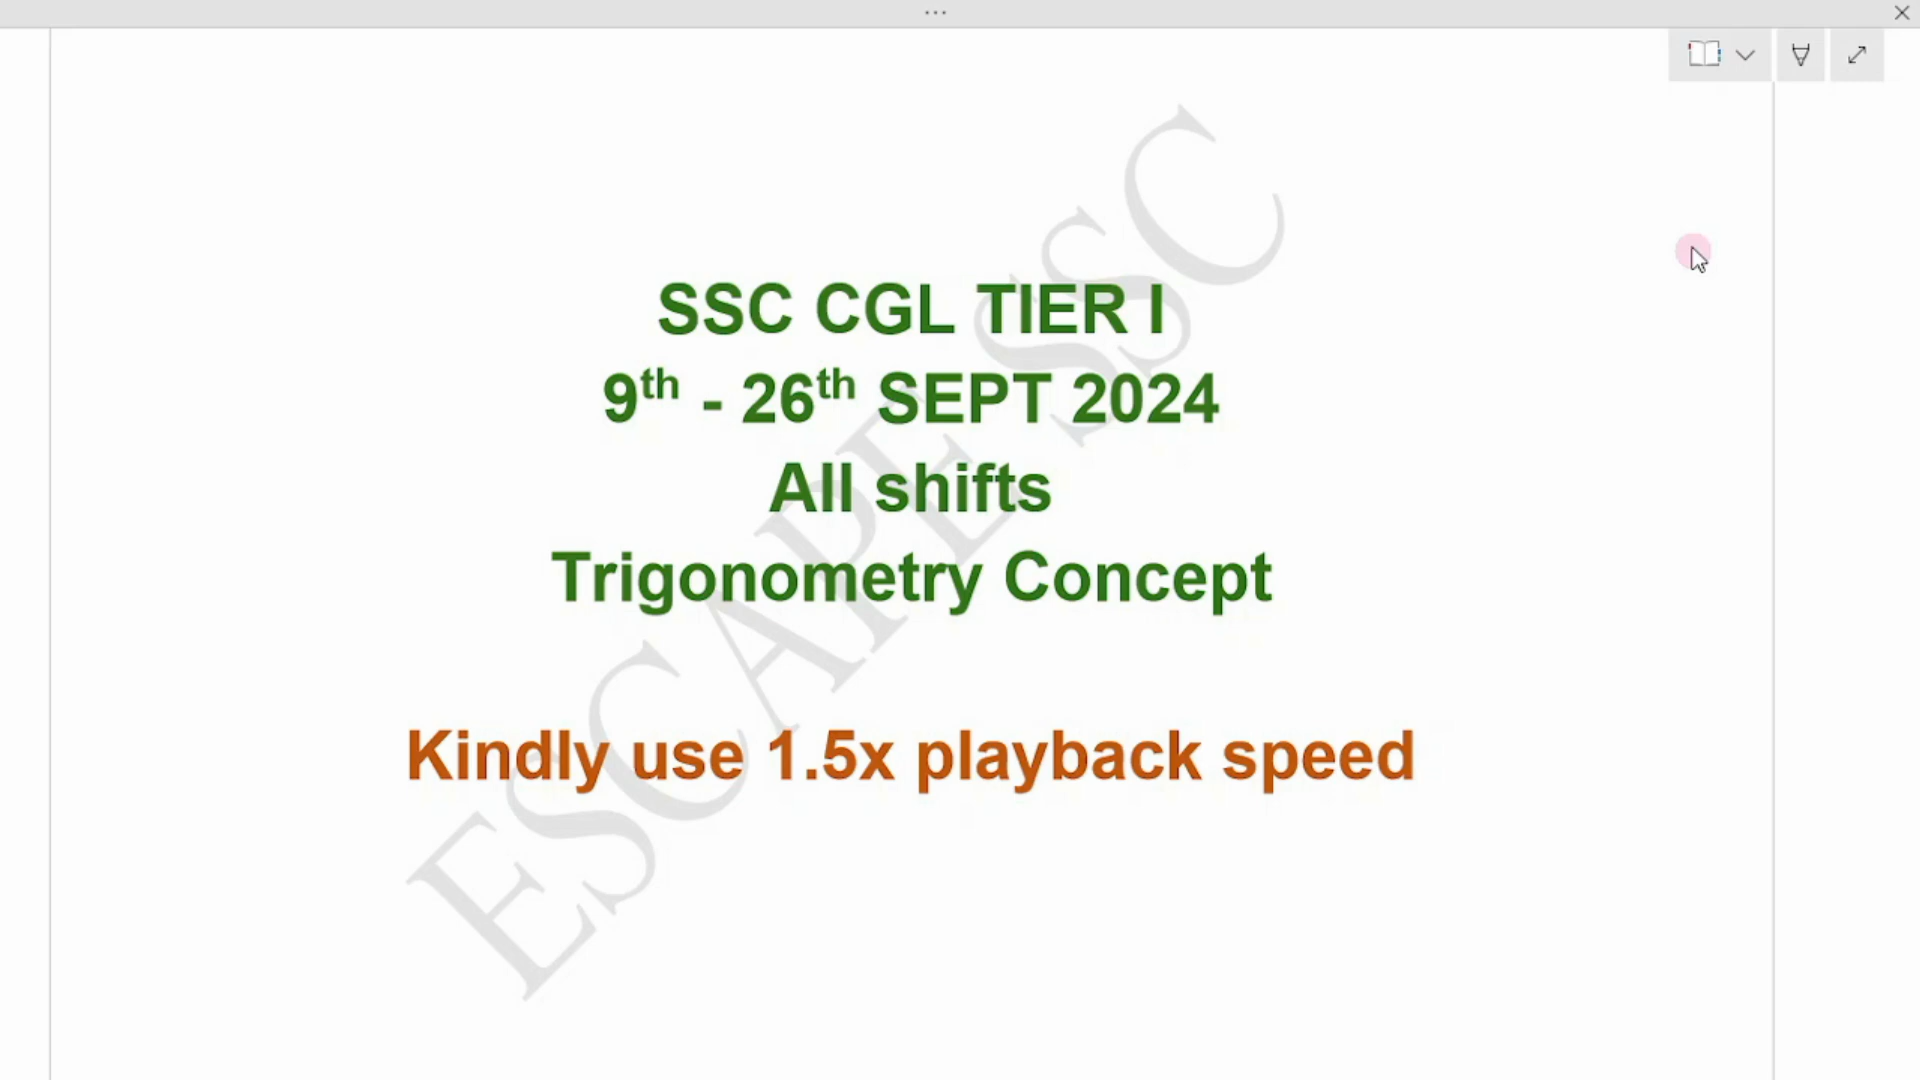 SSC CGL TIER I
9th - 26th SEPT 2024
All shifts
Trigonometry Concept
Kindly use 1.5x playback speed
ESCAPE SSC